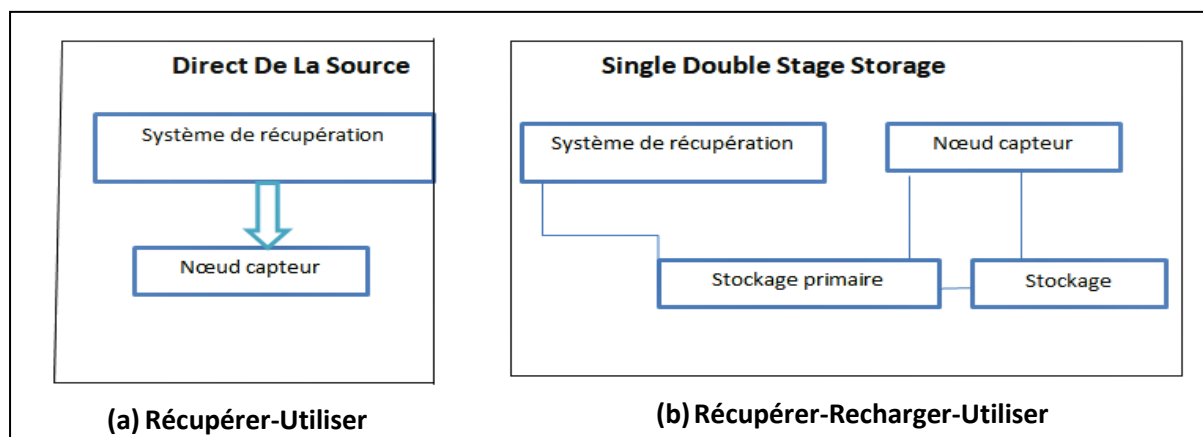 Direct De La Source
Système de récupération
Nœud capteur
(a) Récupérer-Utiliser
Single Double Stage Storage
Système de récupération
Nœud capteur
Stockage primaire
Stockage
(b) Récupérer-Recharger-Utiliser